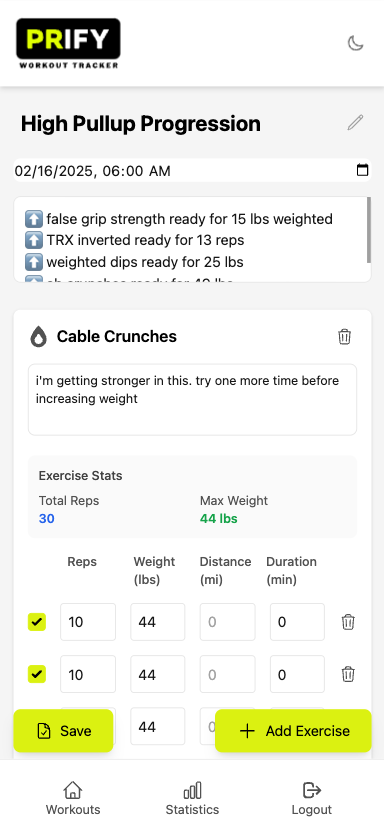 PRIFY
WORKOUT TRACKER
High Pullup Progression
02/16/2025, 06:00 AM
false grip strength ready for 15 lbs weighted
TRX inverted ready for 13 reps
weighted dips ready for 25 lbs
Cable Crunches
i'm getting stronger in this. try one more time before
increasing weight
Exercise Stats
Total Reps Max Weight
30 44 lbs
Reps Weight Distance Duration
(lbs) (mi) (min)
10 44 0 0
10 44 0 0
44 0
Save Add Exercise
Workouts Statistics Logout